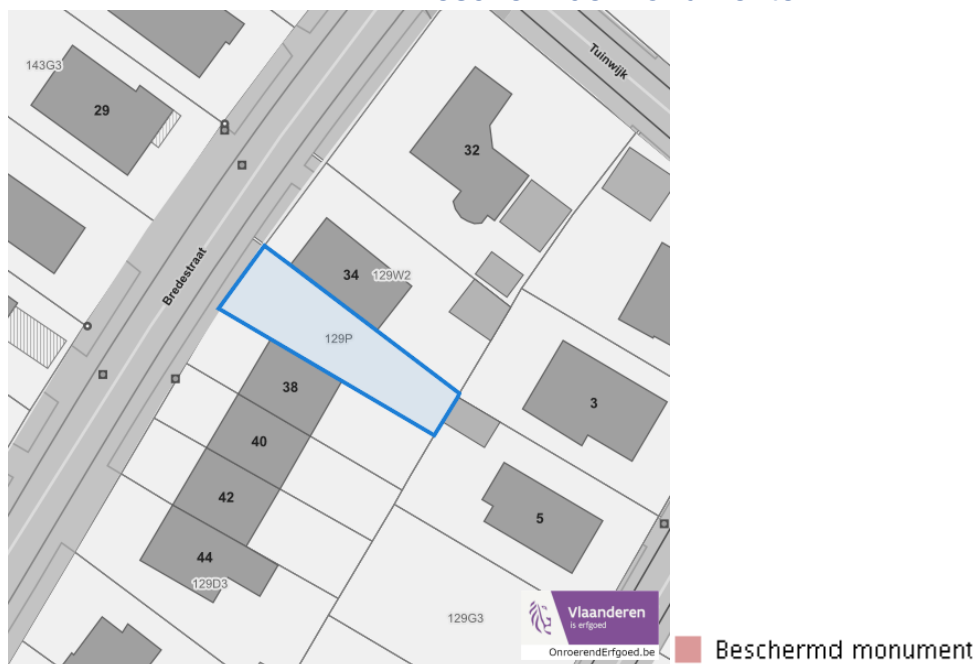 143G3
29
Tuinwijk
32
Bredestraat
34
129W2
129P
38
3
40
42
5
44
129D3
129G3
Vlaanderen
is erfgoed
OnroerendErfgoed.be
Beschermd monument